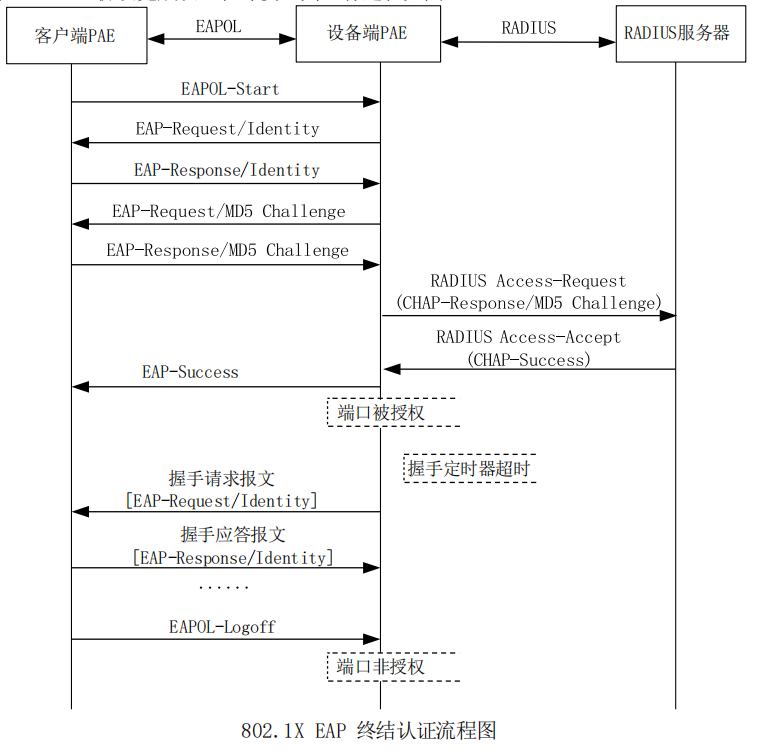 客户端PAE
EAPOL
设备端PAE
RADIUS
RADIUS服务器
EAPOL-Start
EAP-Request/Identity
EAP-Response/Identity
EAP-Request/MD5 Challenge
EAP-Response/MD5 Challenge
RADIUS Access-Request
(CHAP-Response/MD5 Challenge)
RADIUS Access-Accept
(CHAP-Success)
EAP-Success
端口被授权
握手定时器超时
握手请求报文
[EAP-Request/Identity]
握手应答报文
[EAP-Response/Identity]
......
EAPOL-Logoff
端口非授权
802.1X EAP 终结认证流程图